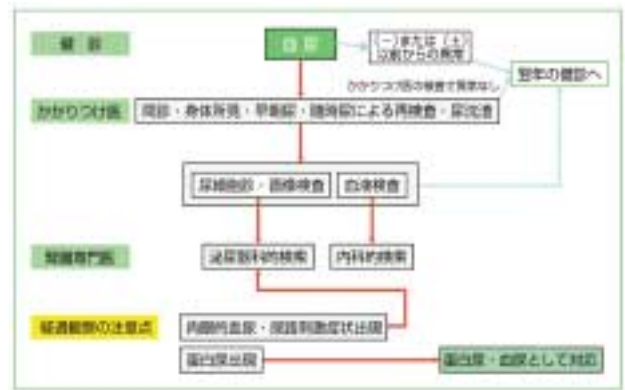 健 診
血 尿
(−)または(±)
以前からの異常
翌年の健診へ
かかりつけ医の検査で異常なし
かかりつけ医
問診・身体所見・早朝尿・随時尿による再検査・尿沈渣
尿細胞診・画像検査
血液検査
腎臓専門医
泌尿器科的検索
内科的検索
経過観察の注意点
肉眼的血尿・尿路刺激症状出現
蛋白尿出現
蛋白尿・血尿として対応